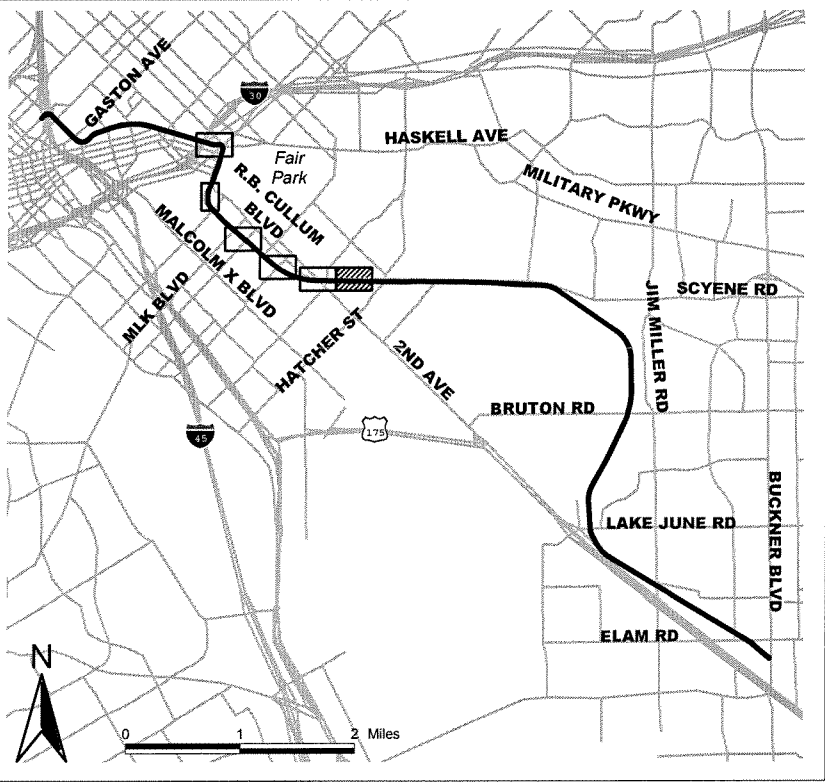 GASTON AVE
30
HASKELL AVE
Fair
Park
R.B. CULLUM
BLVD
MILITARY PKWY
MALCOLM X BLVD
MLK BLVD
SCYENE RD
JIM MILLER RD
HATCHER ST
2ND AVE
BRUTON RD
175
45
BUCKNER BLVD
LAKE JUNE RD
ELAM RD
N
0 1 2 Miles